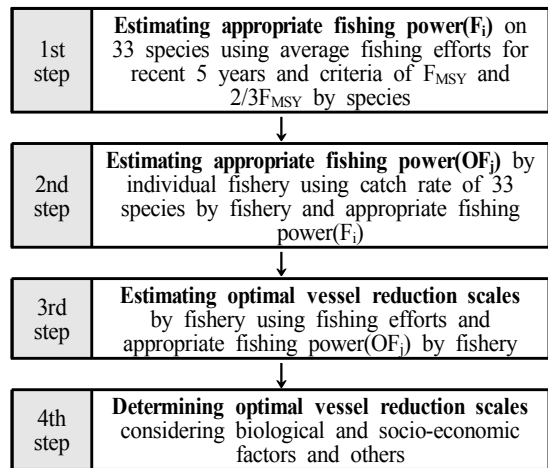 1st
step
Estimating appropriate fishing power(Fi) on
33 species using average fishing efforts for
recent 5 years and criteria of FMSY and
2/3FMSY by species
2nd
step
Estimating appropriate fishing power(OFj) by
individual fishery using catch rate of 33
species by fishery and appropriate fishing
power(Fi)
3rd
step
Estimating optimal vessel reduction scales
by fishery using fishing efforts and
appropriate fishing power(OFj) by fishery
4th
step
Determining optimal vessel reduction scales
considering biological and socio-economic
factors and others